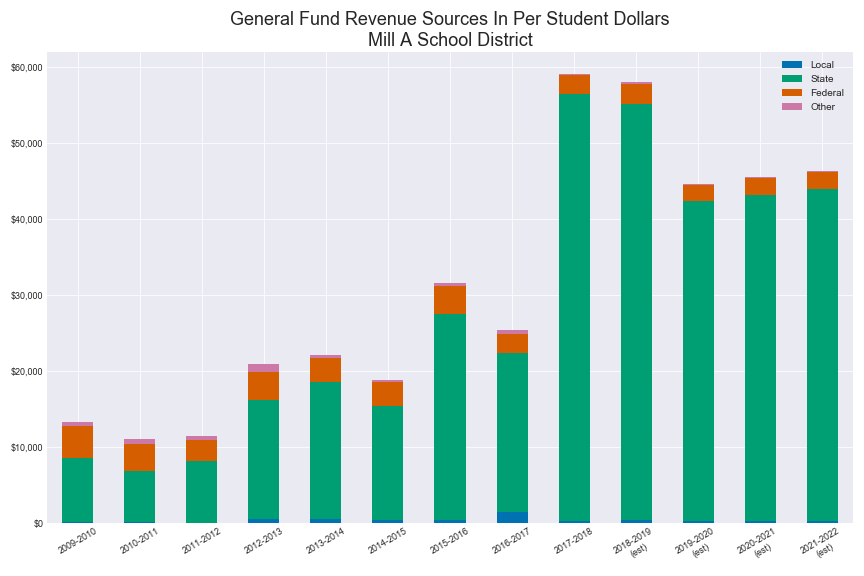 General Fund Revenue Sources In Per Student Dollars
Mill A School District
Local
State
Federal
Other
$60,000
$50,000
$40,000
$30,000
$20,000
$10,000
$0
2009-2010
2010-2011
2011-2012
2012-2013
2013-2014
2014-2015
2015-2016
2016-2017
2017-2018
2018-2019
(est)
2019-2020
(est)
2020-2021
(est)
2021-2022
(est)